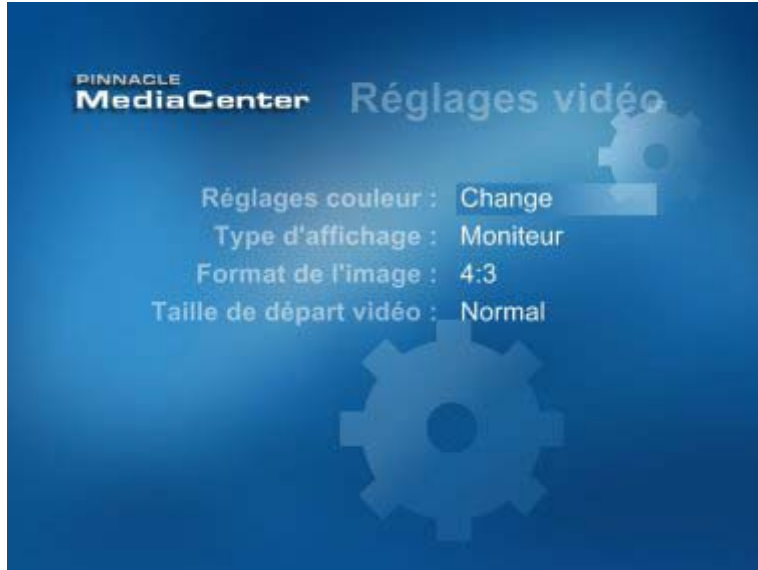 PINNACLE
MediaCenter Réglages vidéo
Réglages couleur : Change
Type d'affichage : Moniteur
Format de l'image : 4:3
Taille de départ vidéo : Normal